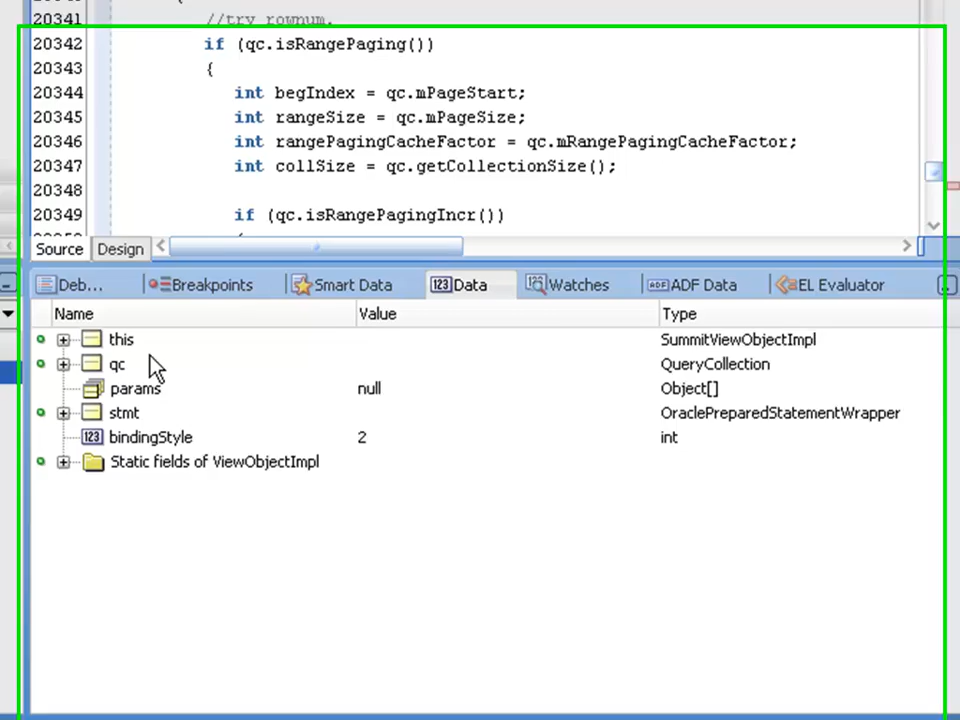 20341 //try rownum.
20342 if (qc.isRangePaging())
20343 {
20344 int begIndex = qc.mPageStart;
20345 int rangeSize = qc.mPageSize;
20346 int rangePagingCacheFactor = qc.mRangePagingCacheFactor;
20347 int collSize = qc.getCollectionSize();
20348
20349 if (qc.isRangePagingIncr())
Source Design
Deb... Breakpoints Smart Data Data Watches ADF Data EL Evaluator
Name Value Type
this SummitViewObjectImpl
qc QueryCollection
params null Object[]
stmt OraclePreparedStatementWrapper
bindingStyle 2 int
Static fields of ViewObjectImpl